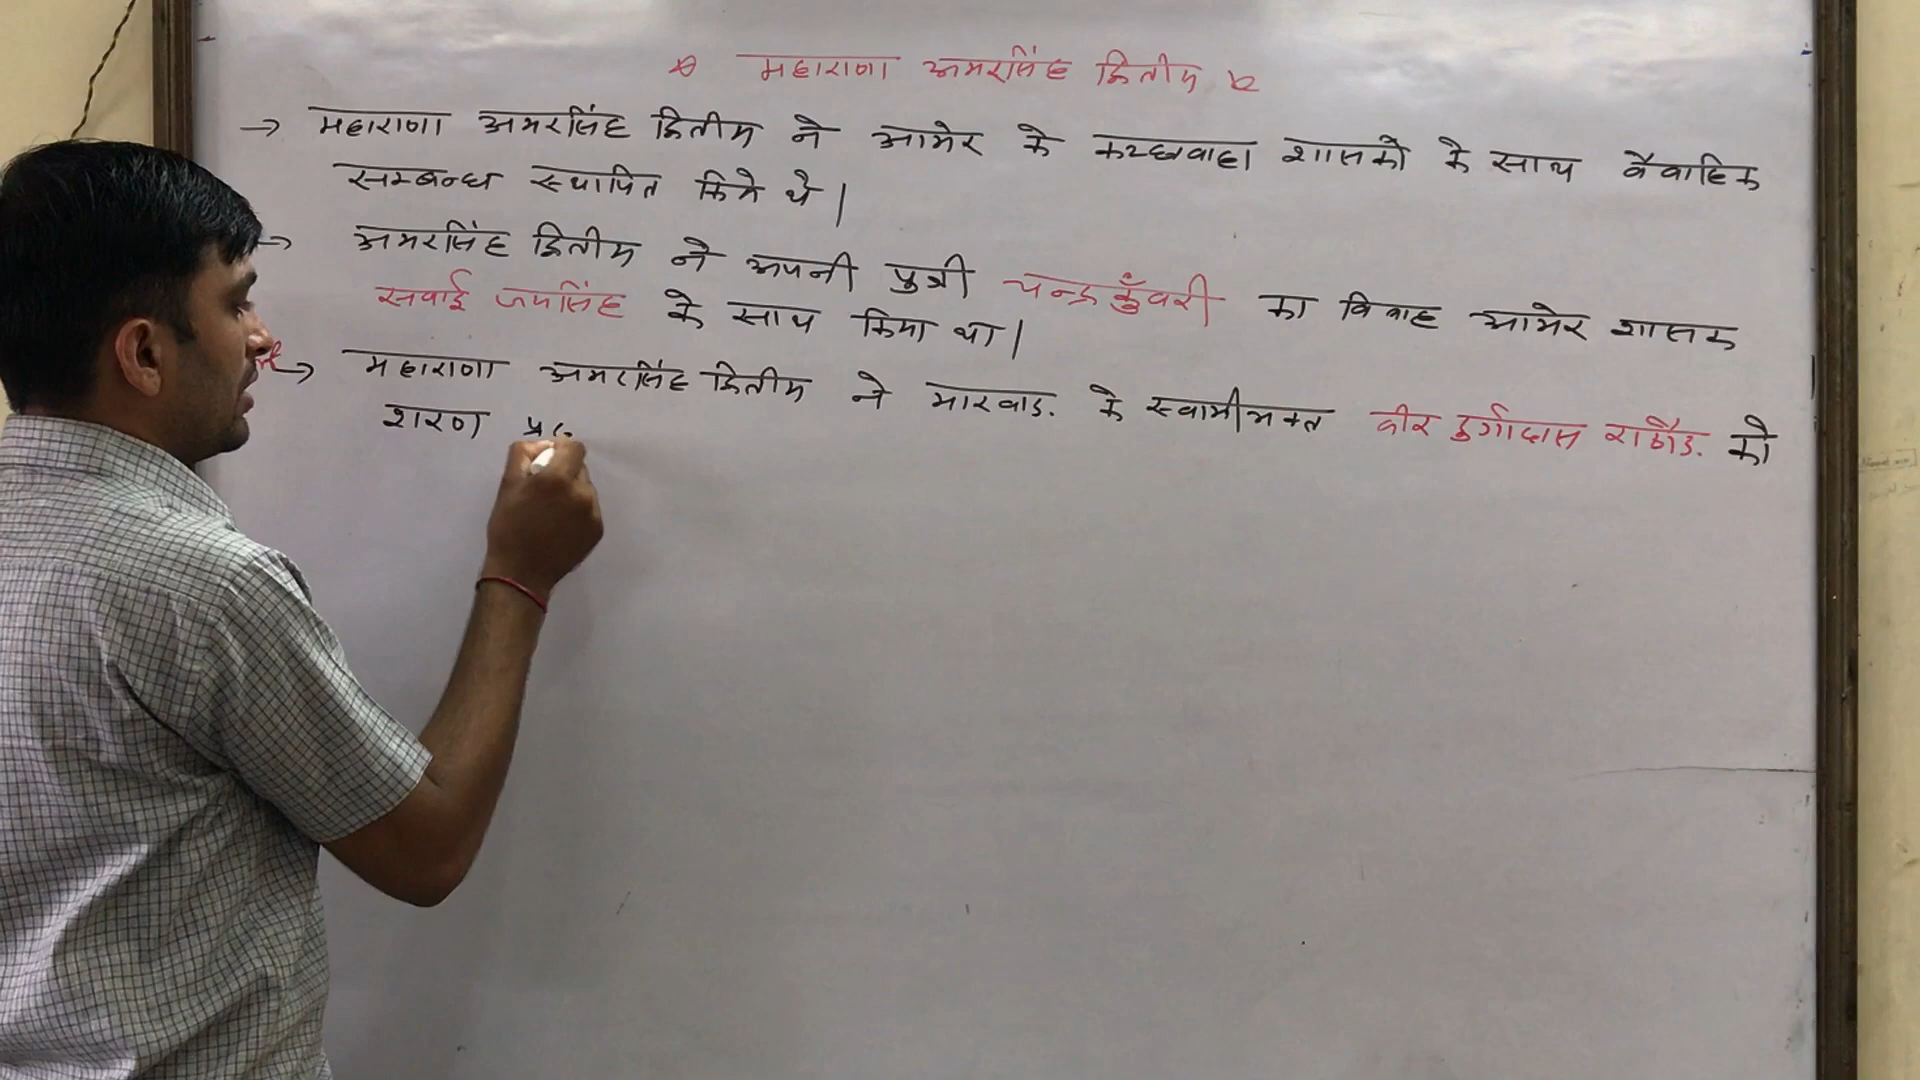 महाराणा अमरसिंह द्वितीय
→ महाराणा अमरसिंह द्वितीय ने आमेर के कच्छवाहा शासकों के साथ वैवाहिक
सम्बन्ध स्थापित किये थे |
→ अमरसिंह द्वितीय ने अपनी पुत्री चन्द्रकुँवरी का विवाह आमेर शासक
सवाई जयसिंह के साथ किया था |
→ महाराणा अमरसिंह द्वितीय ने मारवाड़ के स्वामीभक्त वीर दुर्गादास राठौड़ को
शरण